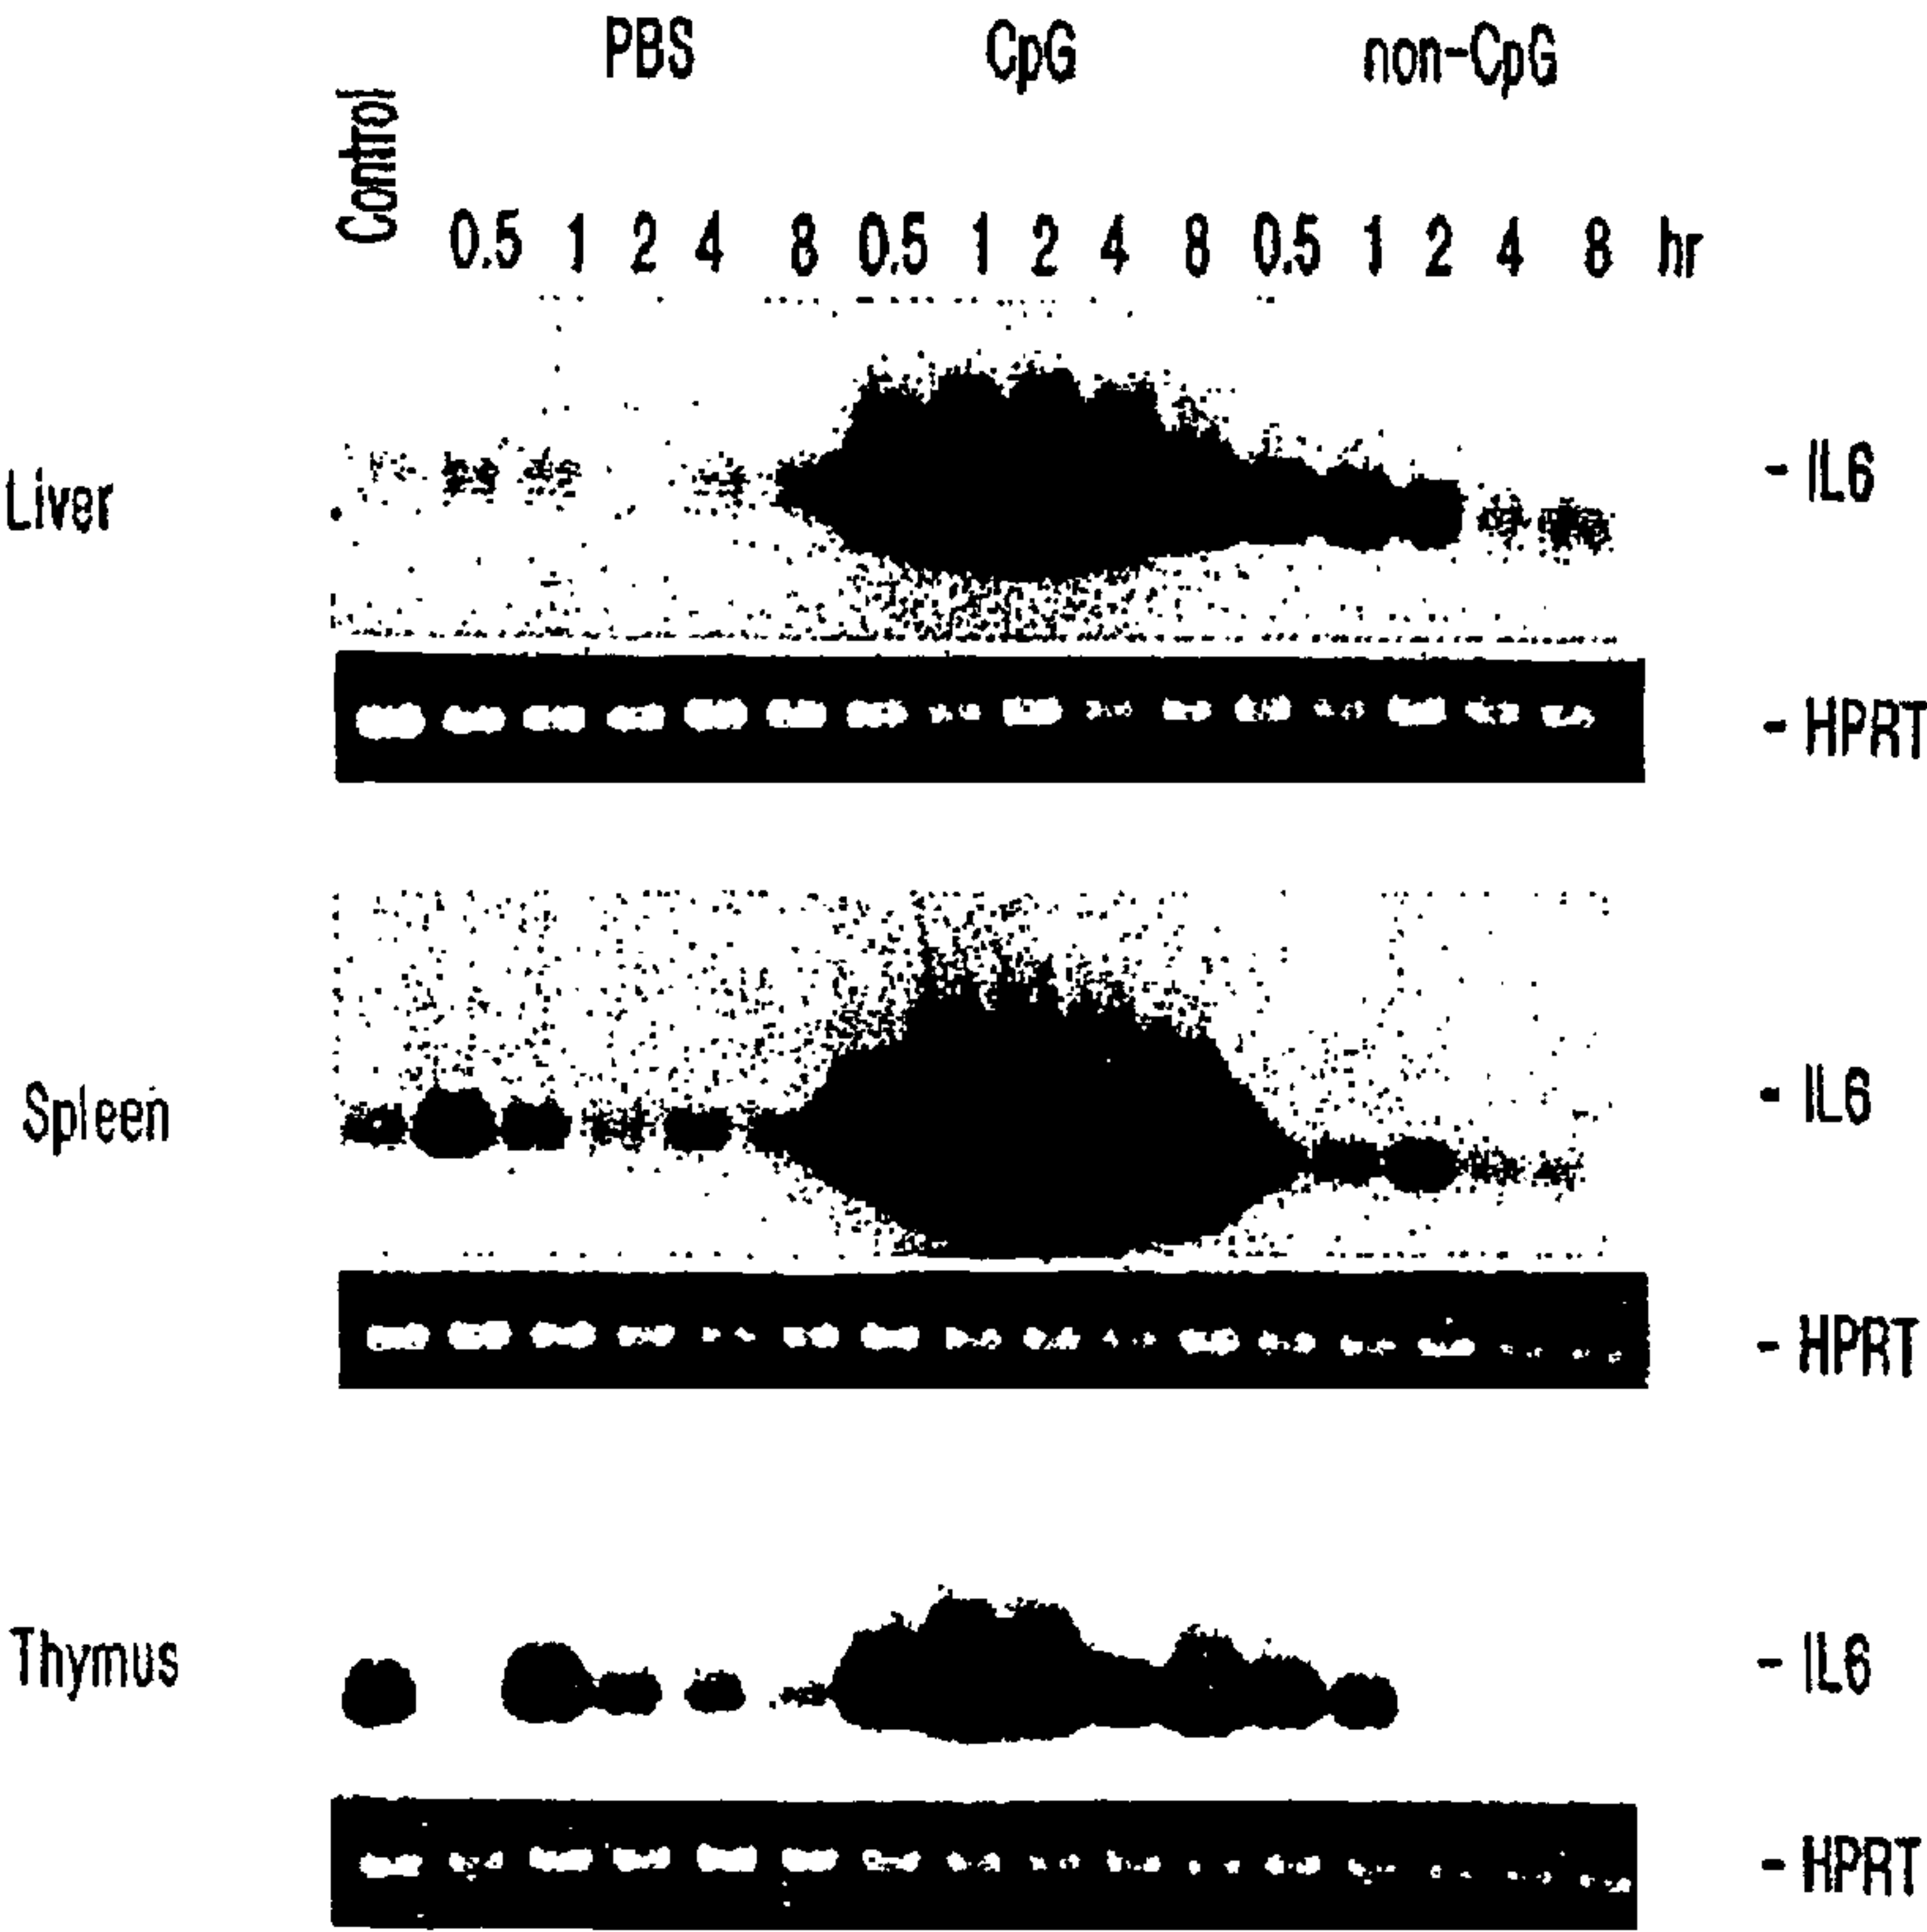 PBS CpG non-CpG
Control
0.5 1 2 4 8 0.5 1 2 4 8 0.5 1 2 4 8 hr
Liver
- IL6
- HPRT
Spleen
- IL6
- HPRT
Thymus
- IL6
- HPRT